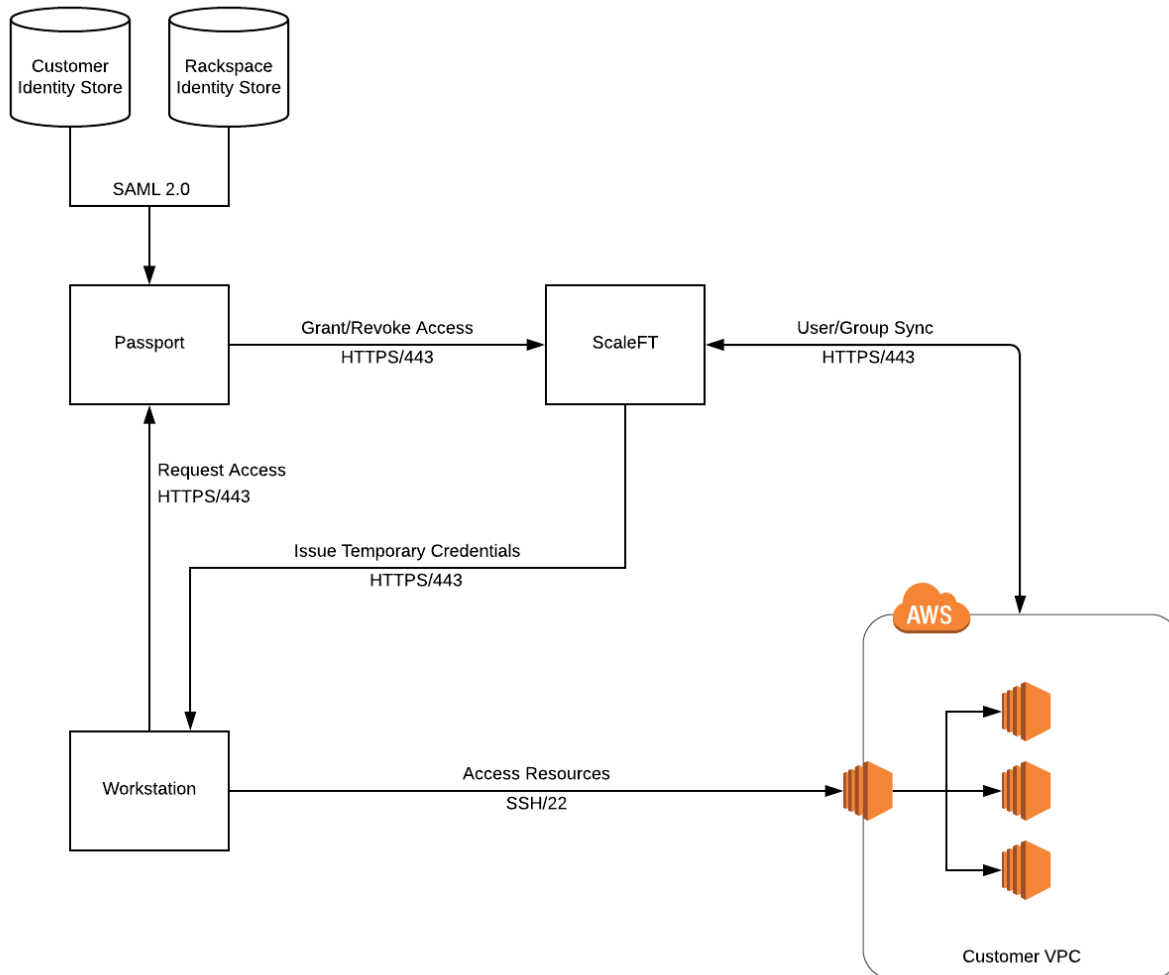 Customer
Identity Store
Rackspace
Identity Store
SAML 2.0
Passport
Grant/Revoke Access
HTTPS/443
ScaleFT
User/Group Sync
HTTPS/443
Request Access
HTTPS/443
Issue Temporary Credentials
HTTPS/443
AWS
Workstation
Access Resources
SSH/22
Customer VPC